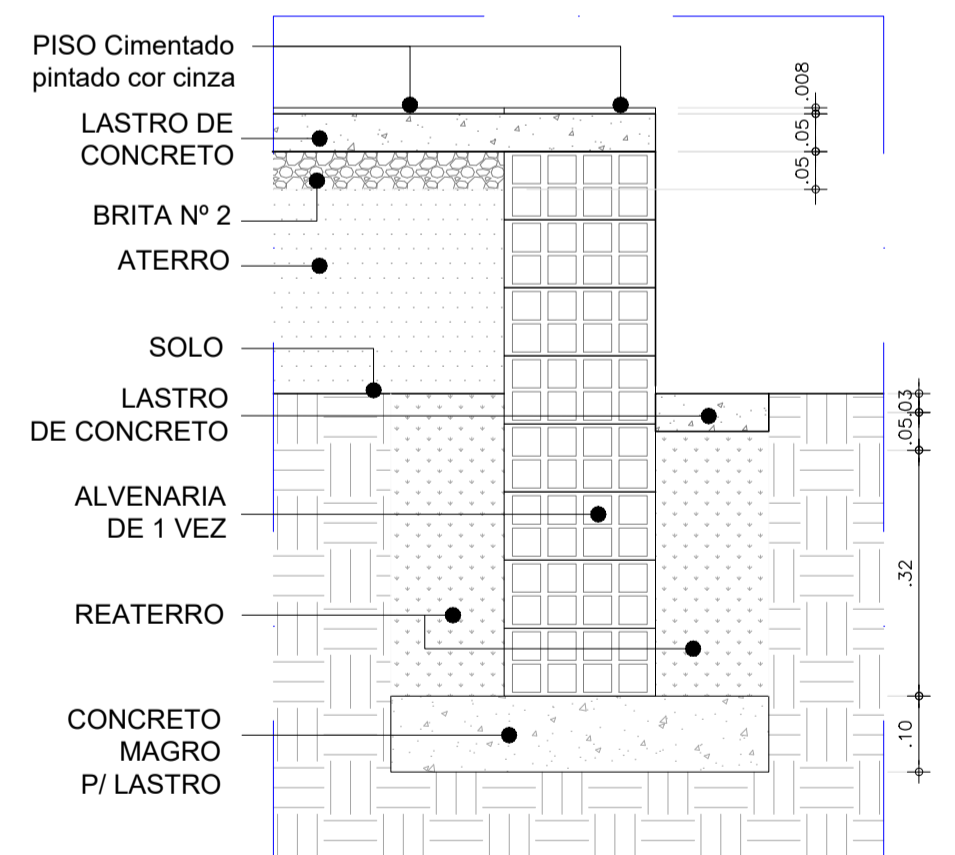 PISO Cimentado
pintado cor cinza
LASTRO DE
CONCRETO
BRITA Nº 2
ATERRO
SOLO
LASTRO
DE CONCRETO
ALVENARIA
DE 1 VEZ
REATERRO
CONCRETO
MAGRO
P/ LASTRO
.008
.05
.05
.03
.05
.32
.10